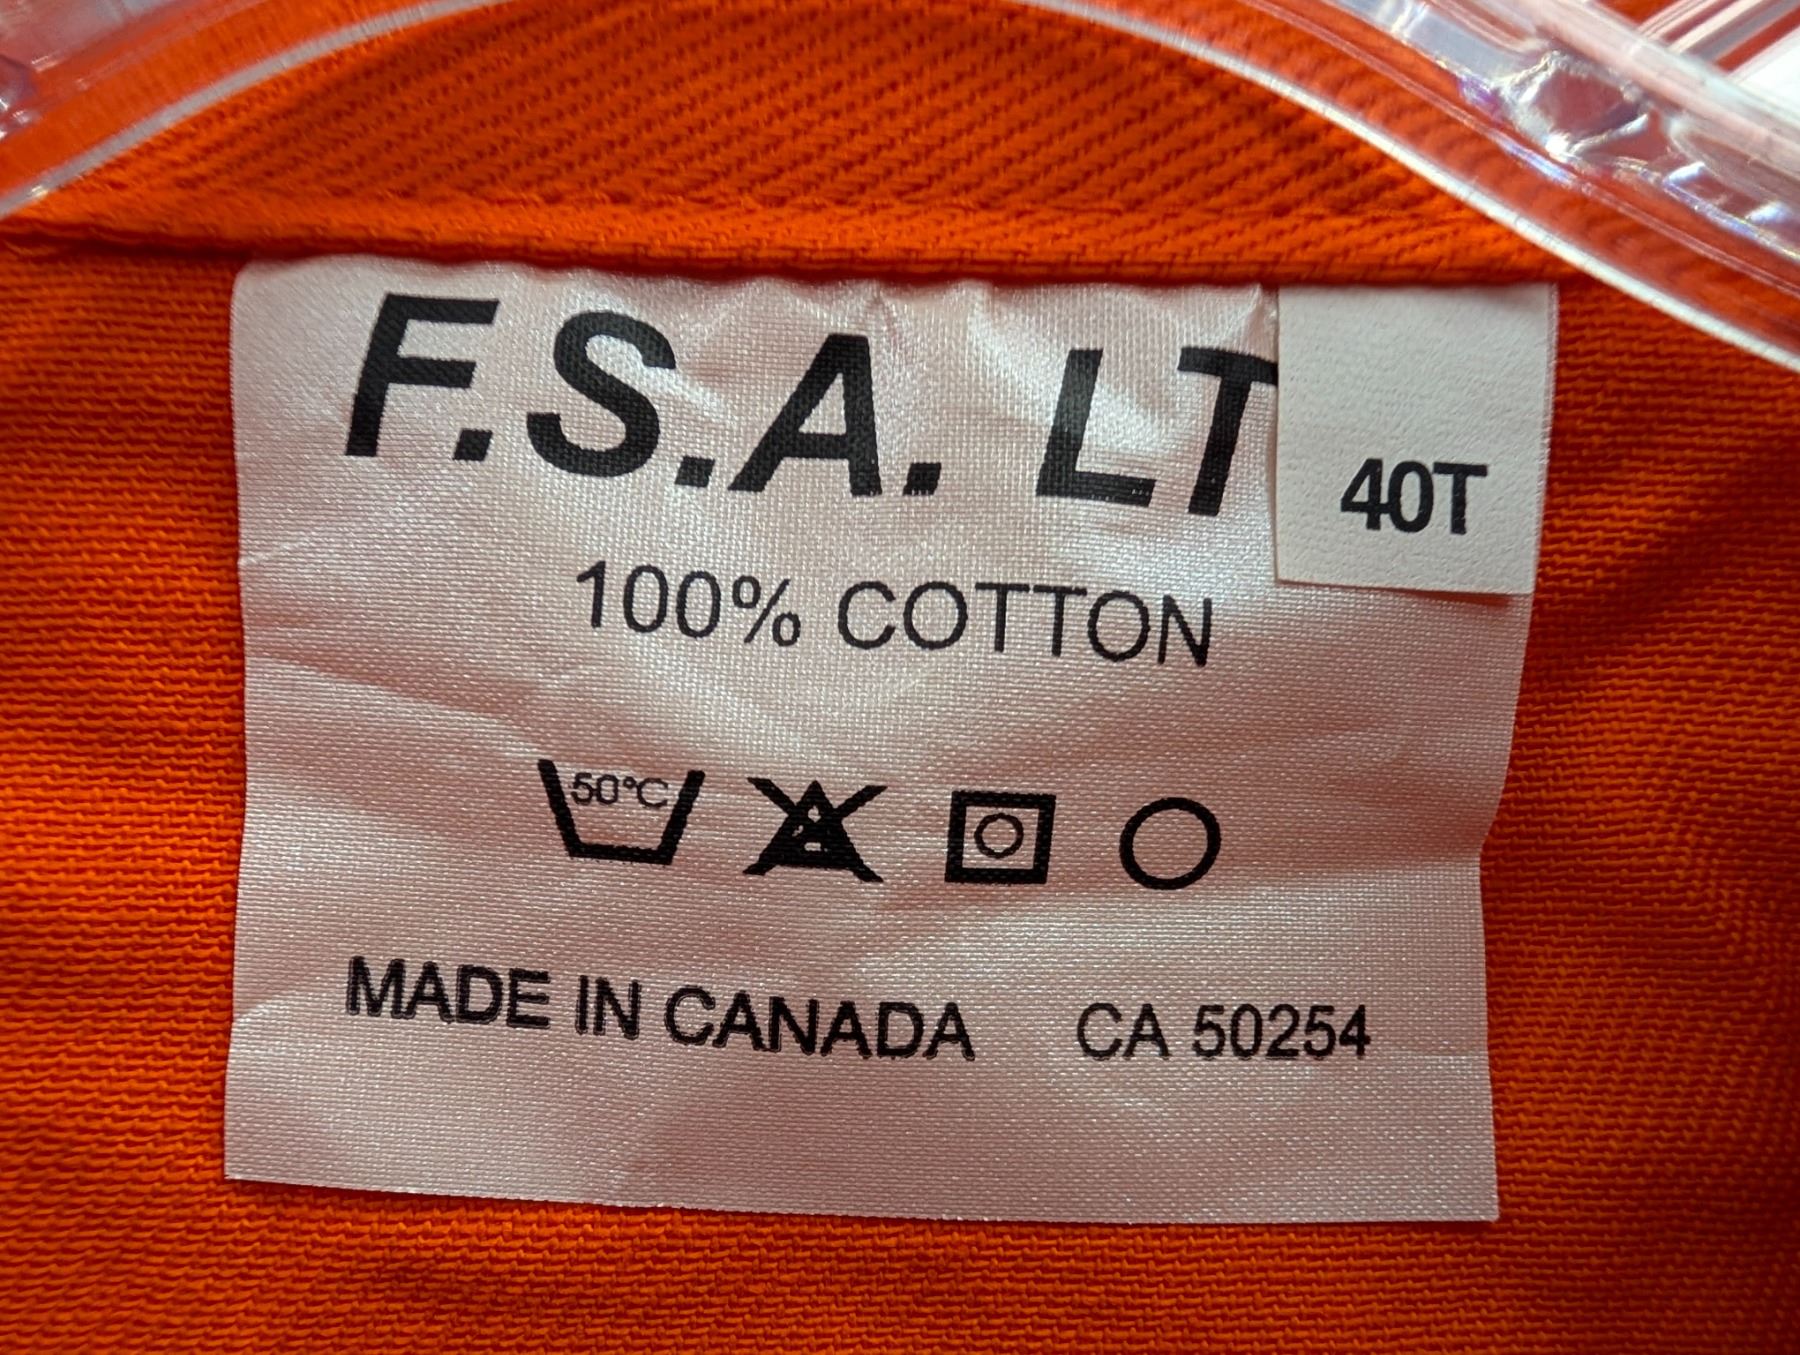 F.S.A. LT
40T
100% COTTON
50°C
MADE IN CANADA CA 50254